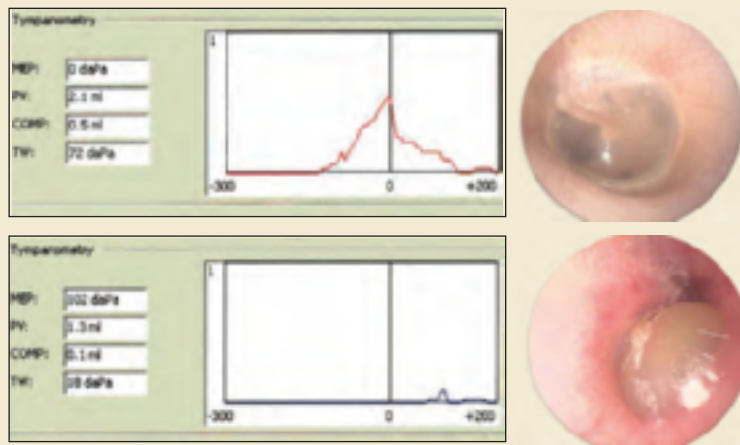 Tympanometry
1
MEP: 0 daPa
PV: 2.1 ml
COMP: 0.5 ml
TW: 72 daPa
-300 0 +200
Tympanometry
1
MEP: 102 daPa
PV: 1.3 ml
COMP: 0.1 ml
TW: 18 daPa
-300 0 +200